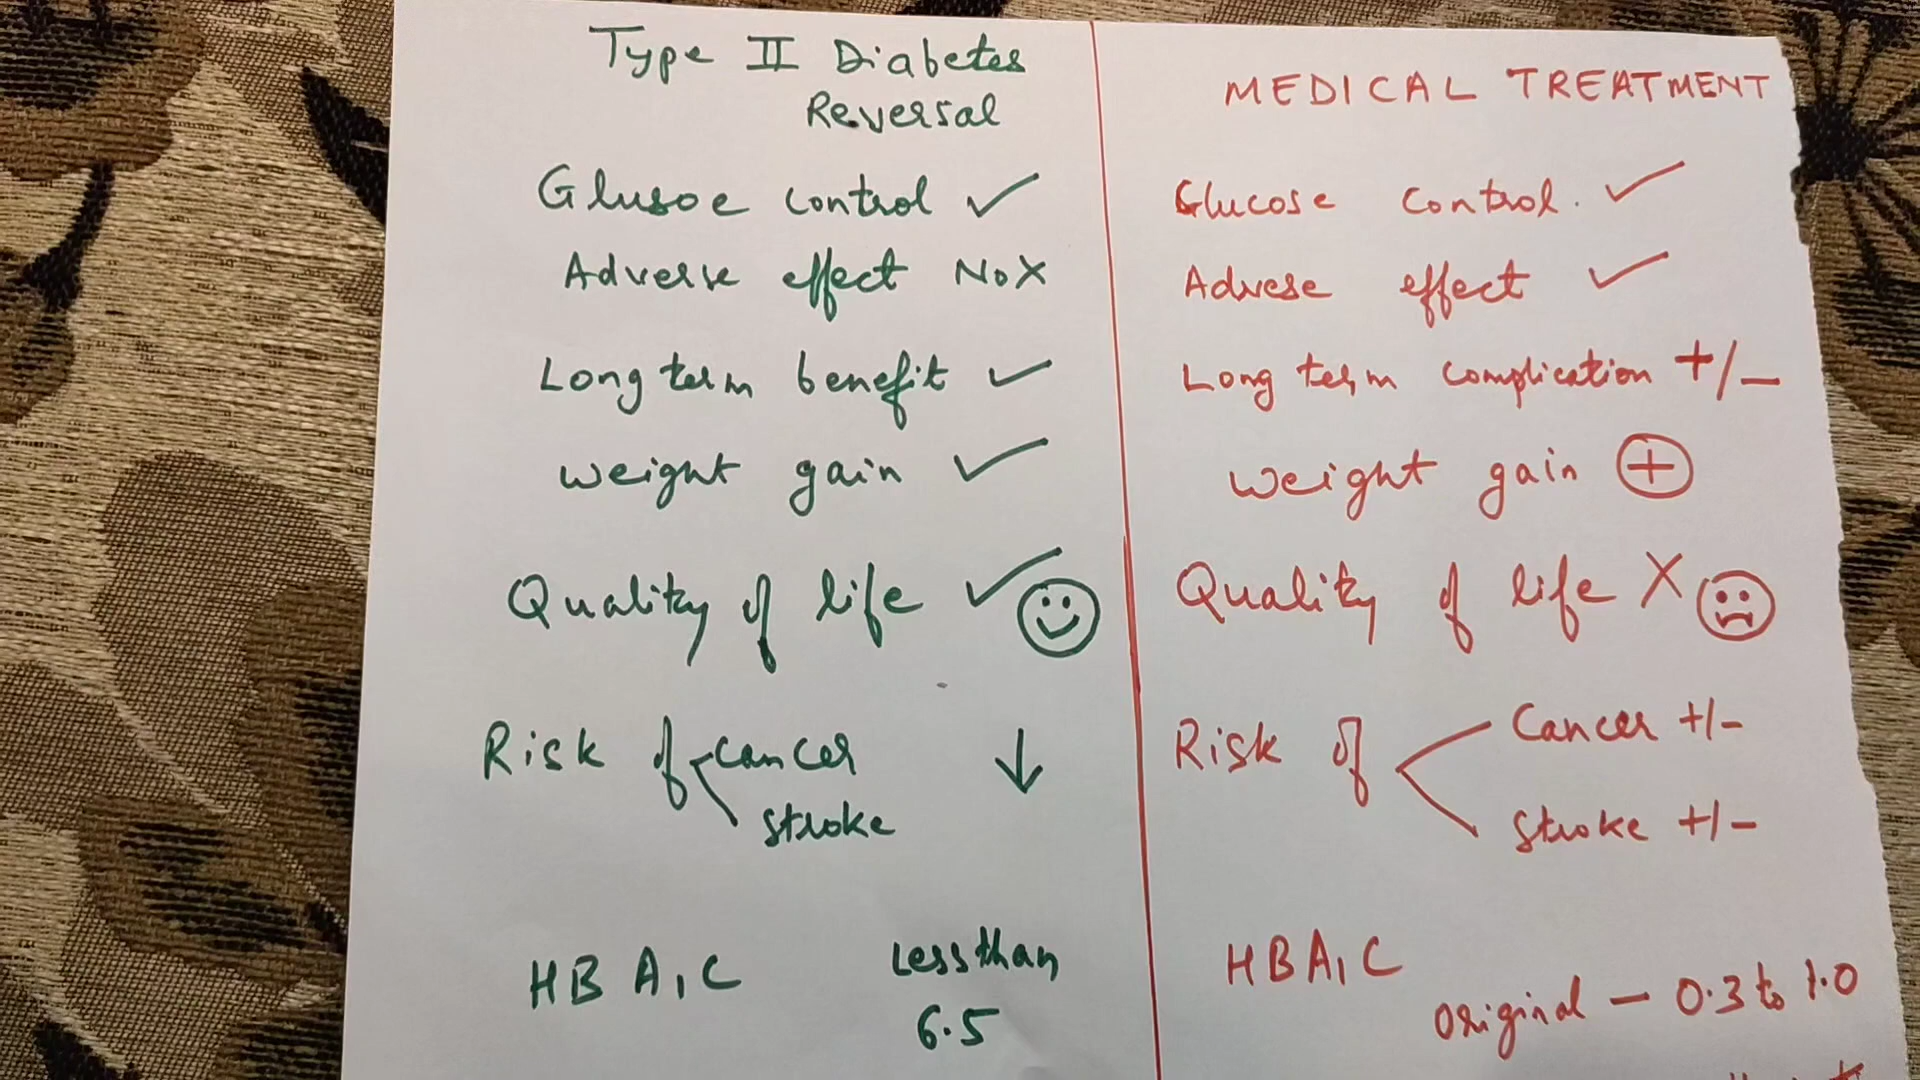 Type II Diabetes
Reversal
Glusoe control ✓
Adverse effect No X
Long term benefit ✓
weight gain ✓
Quality of life ✓
Risk of cancer ↓
stroke
HB A1C Less than
6.5
MEDICAL TREATMENT
Glucose control. ✓
Advese effect ✓
Long term complication +/-
weight gain +
Quality of life X
Risk of Cancer +/-
Stroke +/-
HBA1C
original - 0.3 to 1.0